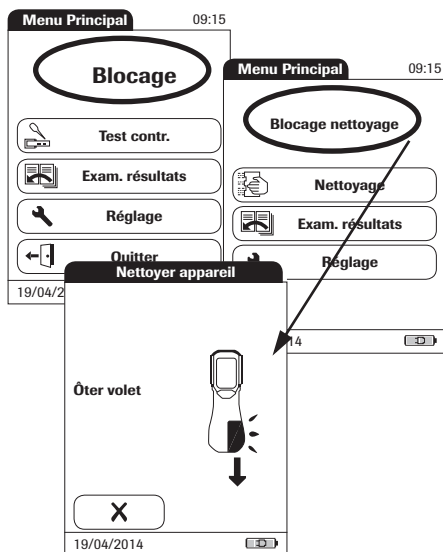 Menu Principal 09:15
Blocage
Test contr.
Exam. résultats
Réglage
Quitter
19/04/2
Menu Principal 09:15
Blocage nettoyage
Nettoyage
Exam. résultats
Réglage
14
Nettoyer appareil
Ôter volet
19/04/2014